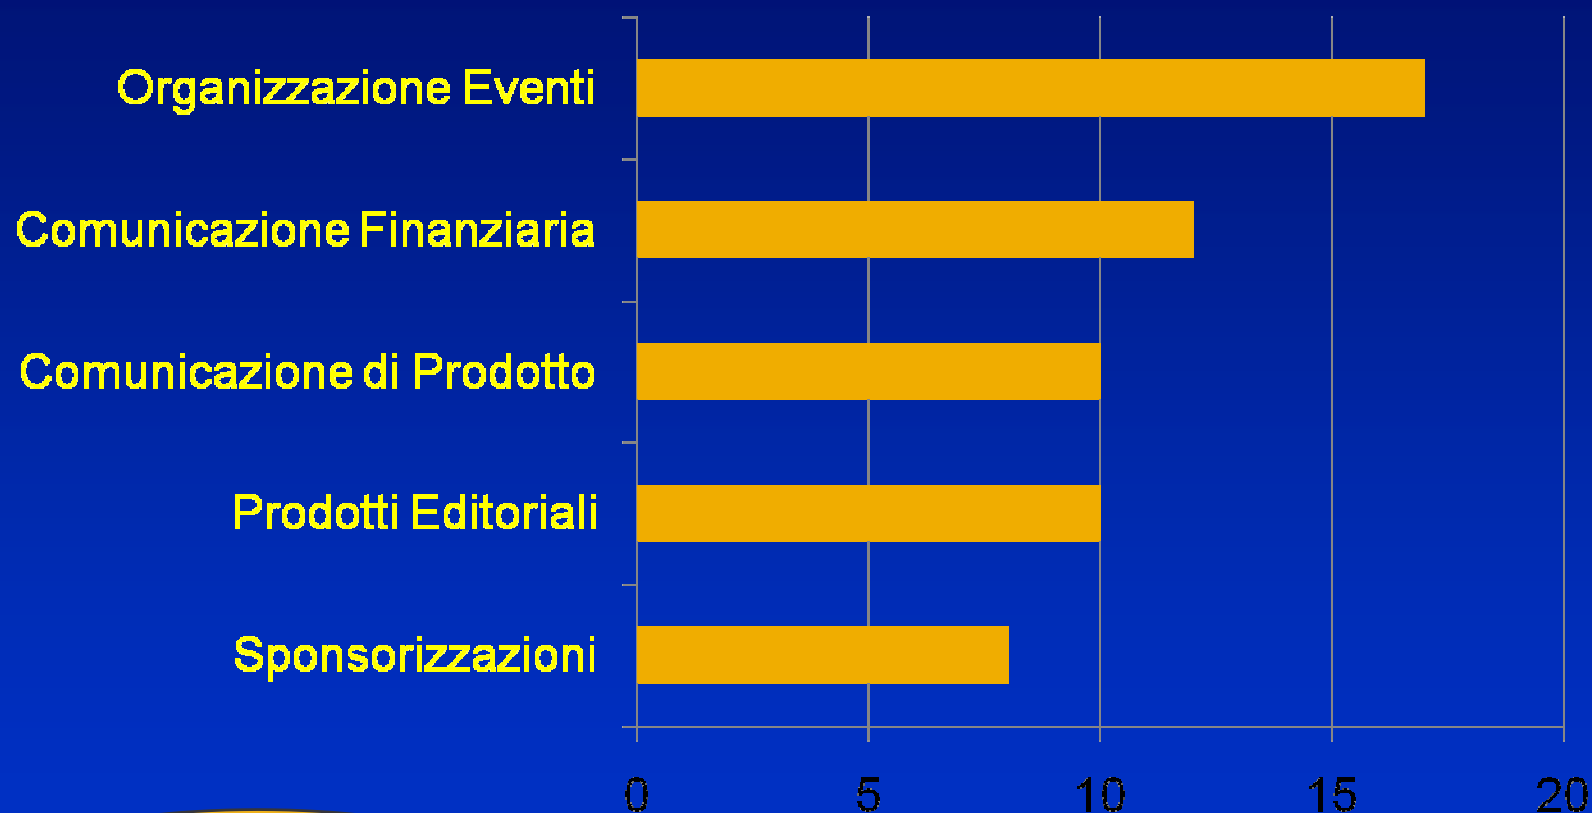 Organizzazione Eventi
Comunicazione Finanziaria
Comunicazione di Prodotto
Prodotti Editoriali
Sponsorizzazioni
0 5 10 15 20